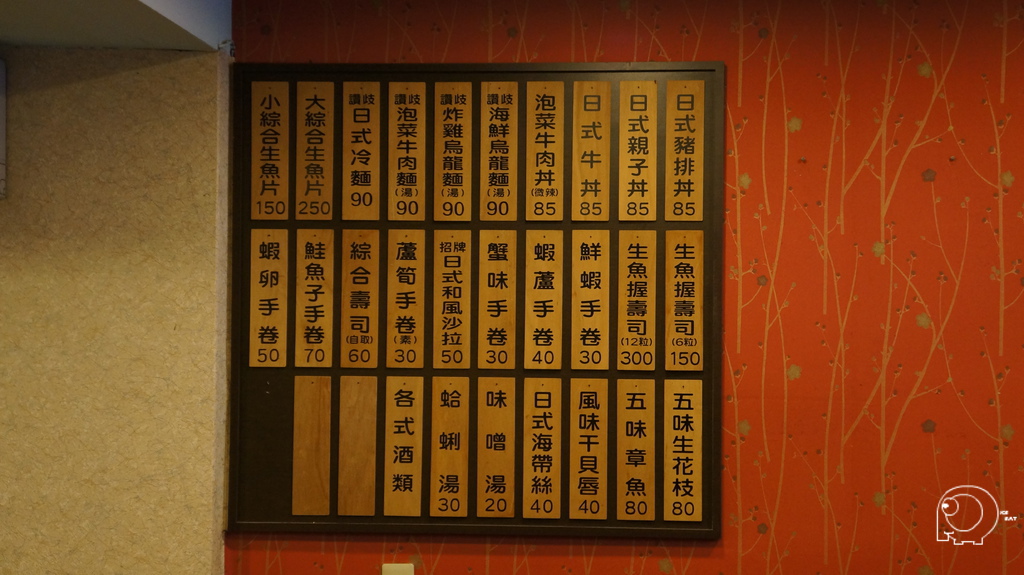 日式豬排丼 85
日式親子丼 85
日式牛丼 85
泡菜牛肉丼(微辣) 85
讚岐海鮮烏龍麵(湯) 90
讚岐炸雞烏龍麵(湯) 90
讚岐泡菜牛肉麵(湯) 90
讚岐日式冷麵 90
大綜合生魚片 250
小綜合生魚片 150
生魚握壽司(6粒) 150
生魚握壽司(12粒) 300
鮮蝦手卷 30
蝦蘆手卷 40
蟹味手卷 30
招牌日式和風沙拉 50
蘆筍手卷(素) 30
綜合壽司(自取) 60
鮭魚子手卷 70
蝦卵手卷 50
五味生花枝 80
五味章魚 80
風味干貝唇 40
日式海帶絲 40
味噌湯 20
蛤蜊湯 30
各式酒類
ICE
EAT